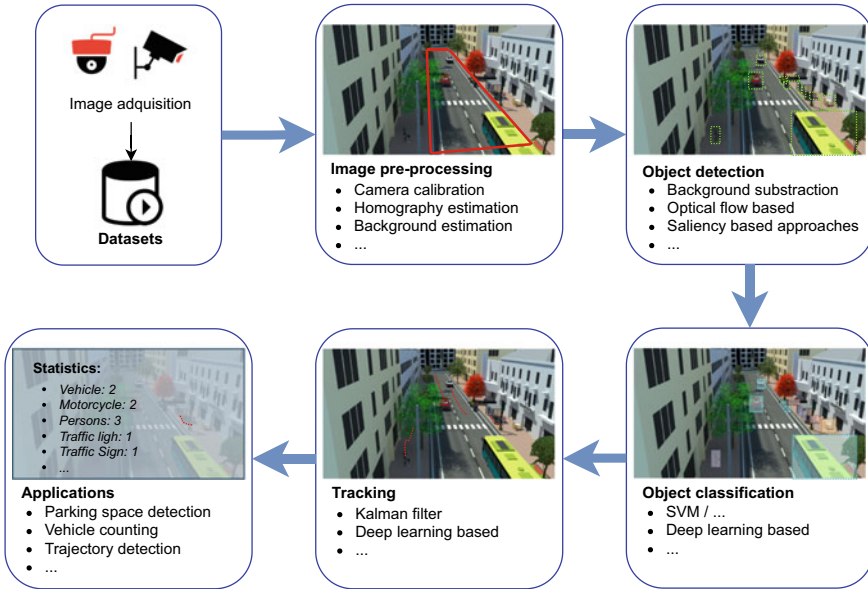 Image adquisition
Datasets
Image pre-processing
• Camera calibration
• Homography estimation
• Background estimation
• ...
Object detection
• Background substraction
• Optical flow based
• Saliency based approaches
• ...
Object classification
• SVM / ...
• Deep learning based
• ...
Tracking
• Kalman filter
• Deep learning based
• ...
Statistics:
• Vehicle: 2
• Motorcycle: 2
• Persons: 3
• Traffic ligh: 1
• Traffic Sign: 1
• ...
Applications
• Parking space detection
• Vehicle counting
• Trajectory detection
• ...